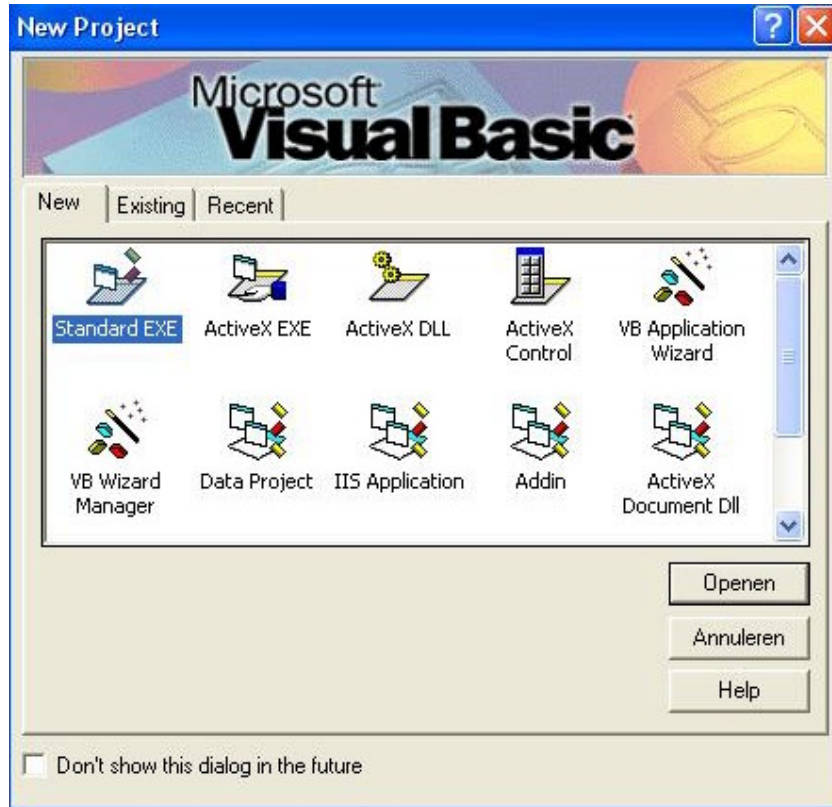 New Project
Microsoft
Visual Basic
New Existing Recent
Standard EXE ActiveX EXE ActiveX DLL ActiveX Control VB Application Wizard
VB Wizard Manager Data Project IIS Application Addin ActiveX Document Dll
Openen
Annuleren
Help
Don't show this dialog in the future